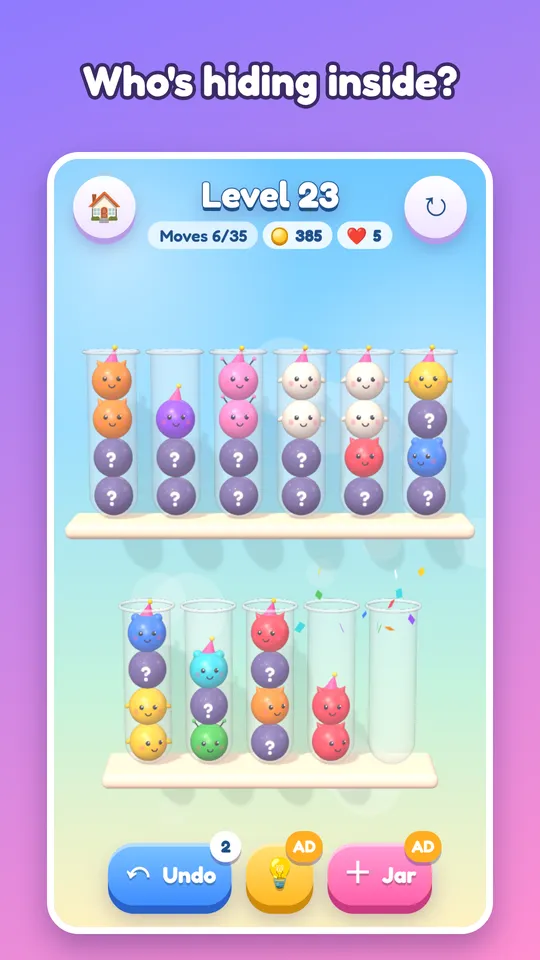 Who's hiding inside?
Level 23
Moves 6/35 385 5
? ? ? ? ?
? ? ? ? ? ?
?
? ?
?
2 AD AD
Undo Jar